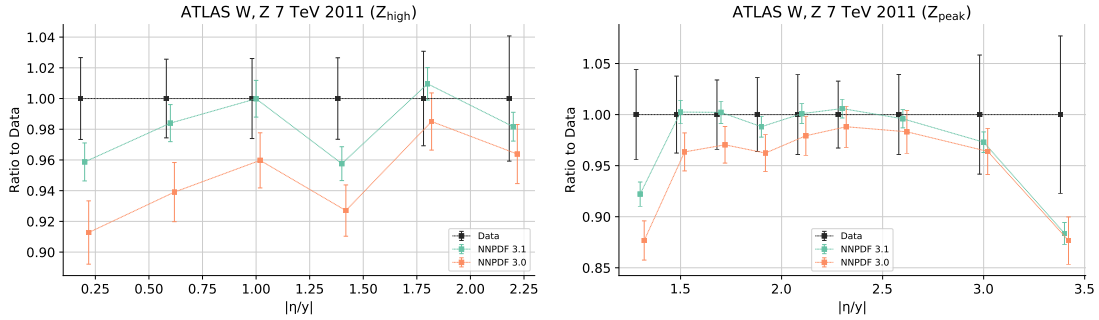 ATLAS W, Z 7 TeV 2011 (Zhigh)
Ratio to Data
1.04
1.02
1.00
0.98
0.96
0.94
0.92
0.90
0.25 0.50 0.75 1.00 1.25 1.50 1.75 2.00 2.25
|η/y|
Data
NNPDF 3.1
NNPDF 3.0
ATLAS W, Z 7 TeV 2011 (Zpeak)
Ratio to Data
1.05
1.00
0.95
0.90
0.85
1.5 2.0 2.5 3.0 3.5
|η/y|
Data
NNPDF 3.1
NNPDF 3.0